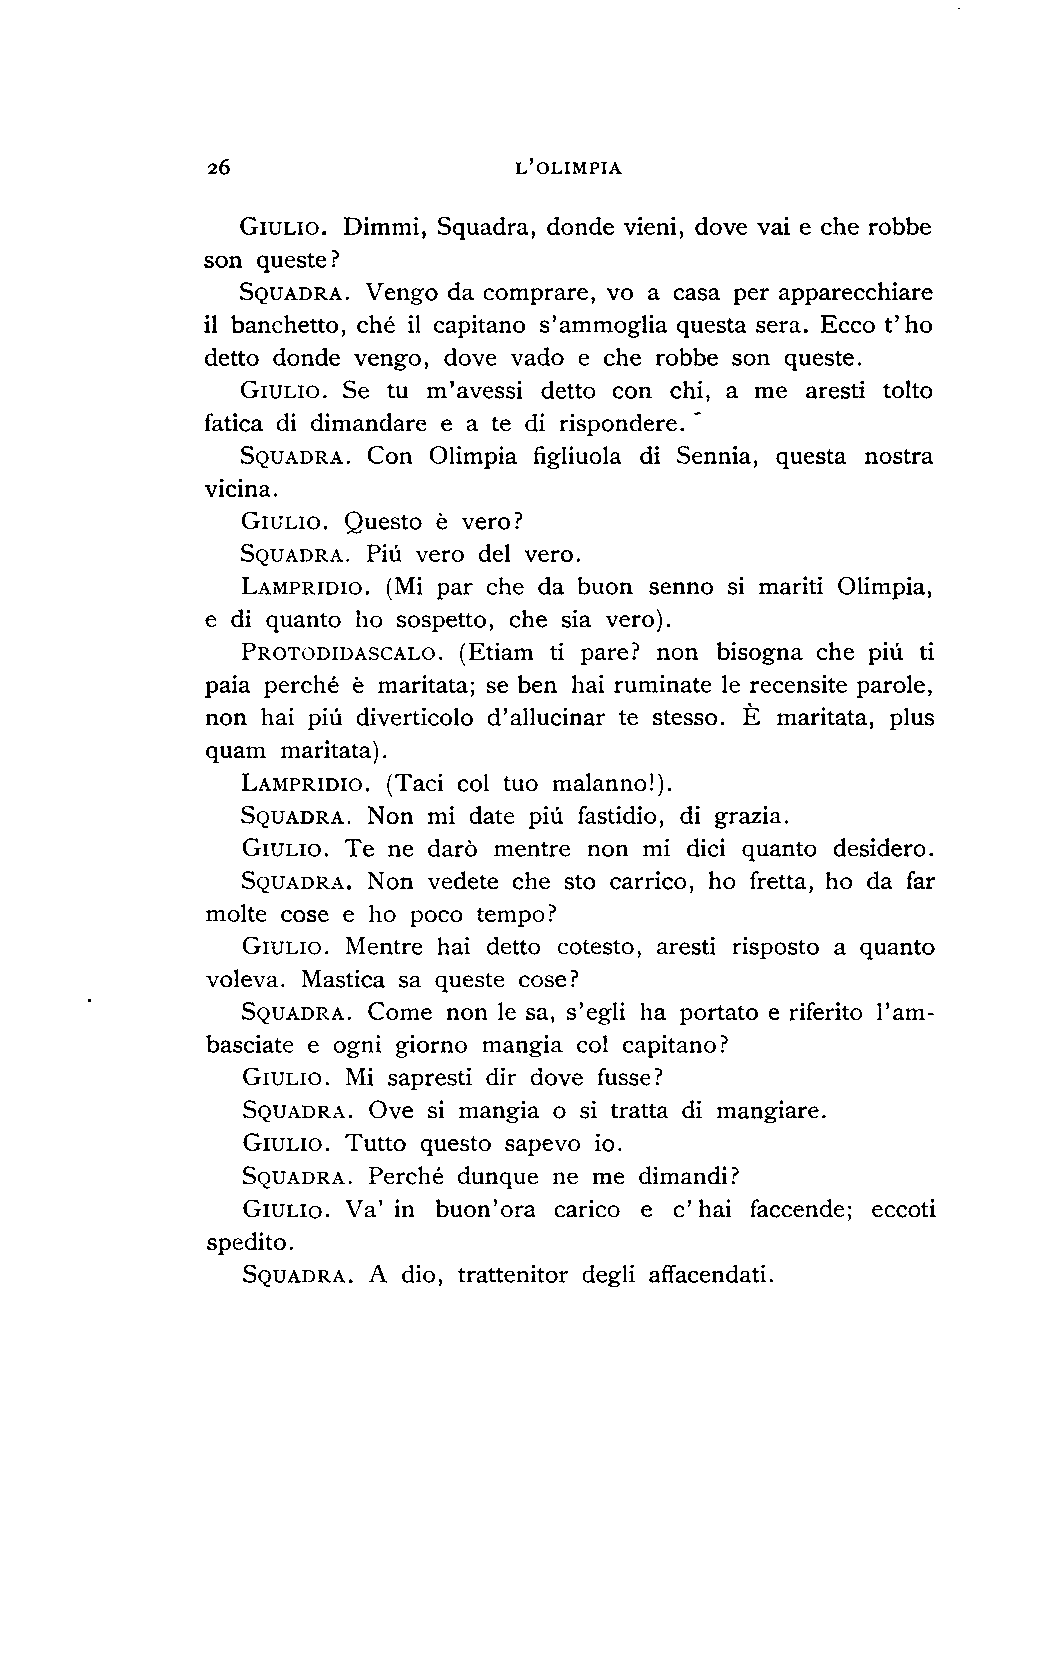 26 L'OLIMPIA
GIULIO. Dimmi, Squadra, donde vieni, dove vai e che robbe
son queste?
SQUADRA. Vengo da comprare, vo a casa per apparecchiare
il banchetto, ché il capitano s'ammoglia questa sera. Ecco t'ho
detto donde vengo, dove vado e che robbe son queste.
GIULIO. Se tu m'avessi detto con chi, a me aresti tolto
fatica di dimandare e a te di rispondere.
SQUADRA. Con Olimpia figliuola di Sennia, questa nostra
vicina.
GIULIO. Questo è vero?
SQUADRA. Piú vero del vero.
LAMPRIDIO. (Mi par che da buon senno si mariti Olimpia,
e di quanto ho sospetto, che sia vero).
PROTODIDASCALO. (Etiam ti pare? non bisogna che piú ti
paia perché è maritata; se ben hai ruminate le recensite parole,
non hai piú diverticolo d'allucinar te stesso. È maritata, plus
quam maritata).
LAMPRIDIO. (Taci col tuo malanno!).
SQUADRA. Non mi date piú fastidio, di grazia.
GIULIO. Te ne darò mentre non mi dici quanto desidero.
SQUADRA. Non vedete che sto carrico, ho fretta, ho da far
molte cose e ho poco tempo?
GIULIO. Mentre hai detto cotesto, aresti risposto a quanto
voleva. Mastica sa queste cose?
SQUADRA. Come non le sa, s'egli ha portato e riferito l'am-
basciate e ogni giorno mangia col capitano?
GIULIO. Mi sapresti dir dove fusse?
SQUADRA. Ove si mangia o si tratta di mangiare.
GIULIO. Tutto questo sapevo io.
SQUADRA. Perché dunque ne me dimandi?
GIULIO. Va' in buon'ora carico e c'hai faccende; eccoti
spedito.
SQUADRA. A dio, trattenitor degli affacendati.